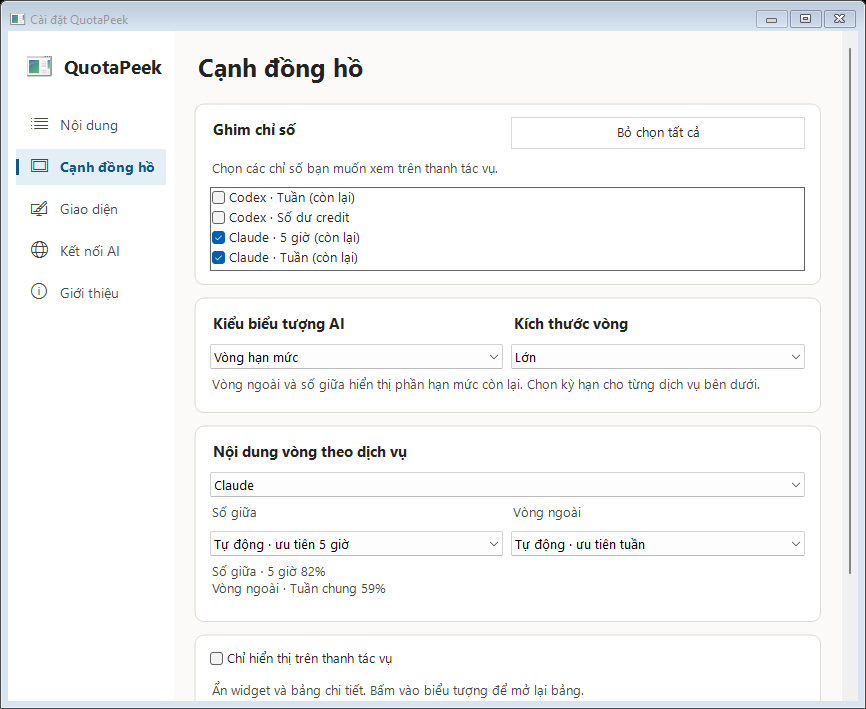 Cài đặt QuotaPeek
QuotaPeek
Nội dung
Cạnh đồng hồ
Giao diện
Kết nối AI
Giới thiệu
Cạnh đồng hồ
Ghim chỉ số
Bỏ chọn tất cả
Chọn các chỉ số bạn muốn xem trên thanh tác vụ.
Codex · Tuần (còn lại)
Codex · Số dư credit
Claude · 5 giờ (còn lại)
Claude · Tuần (còn lại)
Kiểu biểu tượng AI
Kích thước vòng
Vòng hạn mức
Lớn
Vòng ngoài và số giữa hiển thị phần hạn mức còn lại. Chọn kỳ hạn cho từng dịch vụ bên dưới.
Nội dung vòng theo dịch vụ
Claude
Số giữa
Vòng ngoài
Tự động · ưu tiên 5 giờ
Tự động · ưu tiên tuần
Số giữa · 5 giờ 82%
Vòng ngoài · Tuần chung 59%
Chỉ hiển thị trên thanh tác vụ
Ẩn widget và bảng chi tiết. Bấm vào biểu tượng để mở lại bảng.